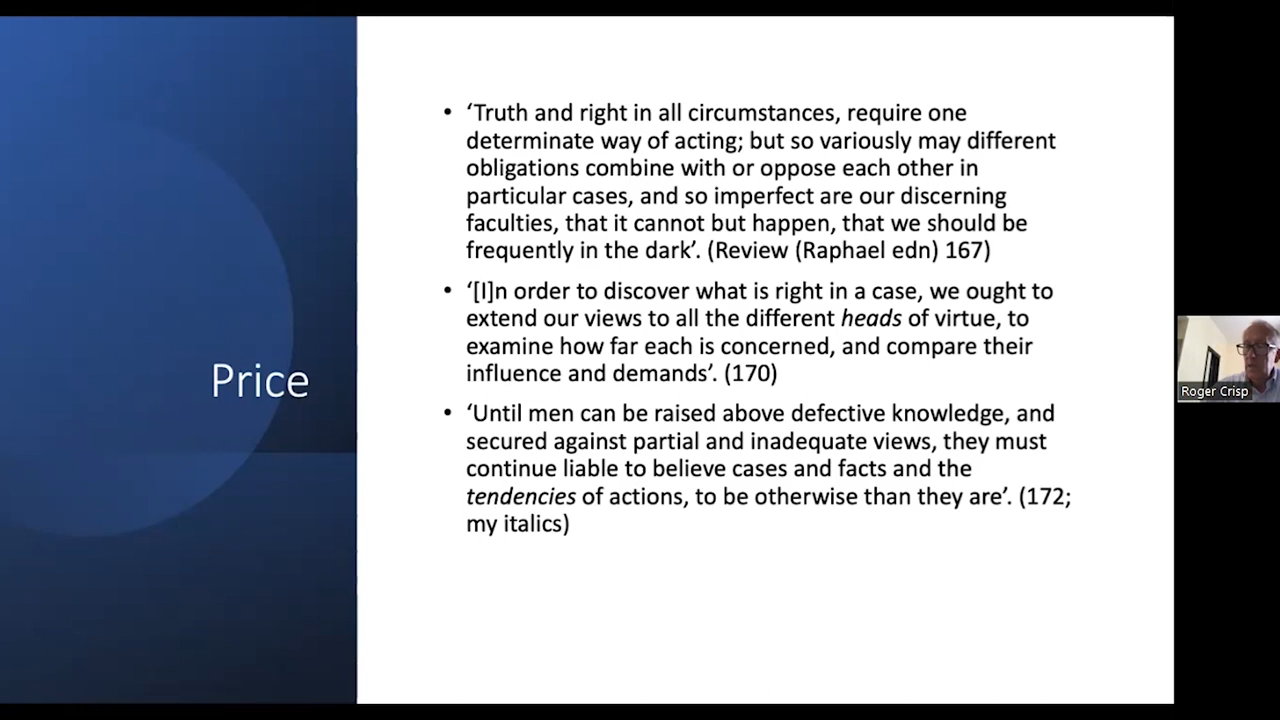 Price
• ‘Truth and right in all circumstances, require one
determinate way of acting; but so variously may different
obligations combine with or oppose each other in
particular cases, and so imperfect are our discerning
faculties, that it cannot but happen, that we should be
frequently in the dark’. (Review (Raphael edn) 167)
• ‘[I]n order to discover what is right in a case, we ought to
extend our views to all the different heads of virtue, to
examine how far each is concerned, and compare their
influence and demands’. (170)
• ‘Until men can be raised above defective knowledge, and
secured against partial and inadequate views, they must
continue liable to believe cases and facts and the
tendencies of actions, to be otherwise than they are’. (172;
my italics)
Roger Crisp